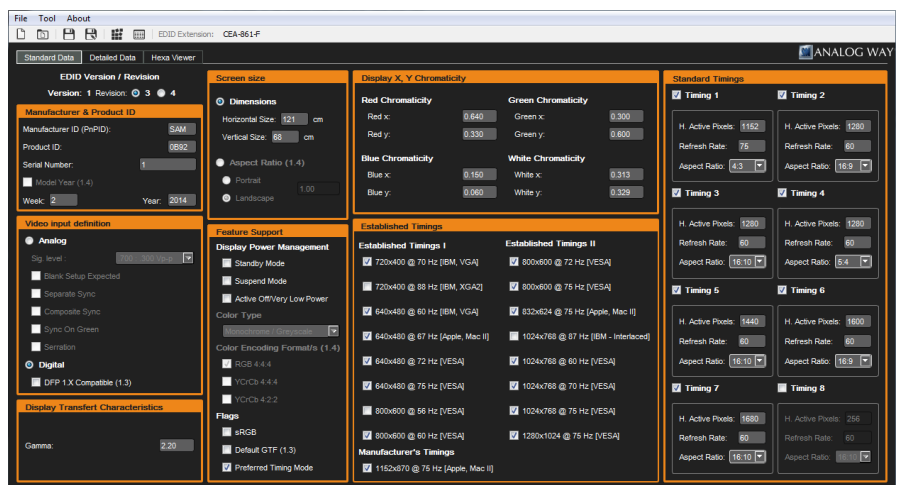 File Tool About
EDID Extension: CEA-861-F
Standard Data Detailed Data Hexa Viewer
ANALOG WAY
EDID Version / Revision
Version: 1 Revision: 3 4
Manufacturer & Product ID
Manufacturer ID (PnPID): SAM
Product ID: 0B92
Serial Number: 1
Model Year (1.4)
Week: 2 Year: 2014
Video input definition
Analog
Sig. level : 700 : 300 Vp-p
Blank Setup Expected
Separate Sync
Composite Sync
Sync On Green
Serration
Digital
DFP 1.X Compatible (1.3)
Display Transfert Characteristics
Gamma: 2.20
Screen size
Dimensions
Horizontal Size: 121 cm
Vertical Size: 68 cm
Aspect Ratio (1.4)
Portrait
1.00
Landscape
Feature Support
Display Power Management
Standby Mode
Suspend Mode
Active Off/Very Low Power
Color Type
Monochrome / Greyscale
Color Encoding Format/s (1.4)
RGB 4:4:4
YCrCb 4:4:4
YCrCb 4:2:2
Flags
sRGB
Default GTF (1.3)
Preferred Timing Mode
Display X, Y Chromaticity
Red Chromaticity
Red x: 0.640
Red y: 0.330
Green Chromaticity
Green x: 0.300
Green y: 0.600
Blue Chromaticity
Blue x: 0.150
Blue y: 0.060
White Chromaticity
White x: 0.313
White y: 0.329
Established Timings
Established Timings I
720x400 @ 70 Hz [IBM, VGA]
720x400 @ 88 Hz [IBM, XGA2]
640x480 @ 60 Hz [IBM, VGA]
640x480 @ 67 Hz [Apple, Mac II]
640x480 @ 72 Hz [VESA]
640x480 @ 75 Hz [VESA]
800x600 @ 56 Hz [VESA]
800x600 @ 60 Hz [VESA]
Manufacturer's Timings
1152x870 @ 75 Hz [Apple, Mac II]
Established Timings II
800x600 @ 72 Hz [VESA]
800x600 @ 75 Hz [VESA]
832x624 @ 75 Hz [Apple, Mac II]
1024x768 @ 87 Hz [IBM - Interlaced]
1024x768 @ 60 Hz [VESA]
1024x768 @ 70 Hz [VESA]
1024x768 @ 75 Hz [VESA]
1280x1024 @ 75 Hz [VESA]
Standard Timings
Timing 1
H. Active Pixels: 1152
Refresh Rate: 75
Aspect Ratio: 4:3
Timing 2
H. Active Pixels: 1280
Refresh Rate: 60
Aspect Ratio: 16:9
Timing 3
H. Active Pixels: 1280
Refresh Rate: 60
Aspect Ratio: 16:10
Timing 4
H. Active Pixels: 1280
Refresh Rate: 60
Aspect Ratio: 5:4
Timing 5
H. Active Pixels: 1440
Refresh Rate: 60
Aspect Ratio: 16:10
Timing 6
H. Active Pixels: 1600
Refresh Rate: 60
Aspect Ratio: 16:9
Timing 7
H. Active Pixels: 1680
Refresh Rate: 60
Aspect Ratio: 16:10
Timing 8
H. Active Pixels: 256
Refresh Rate: 60
Aspect Ratio: 16:10